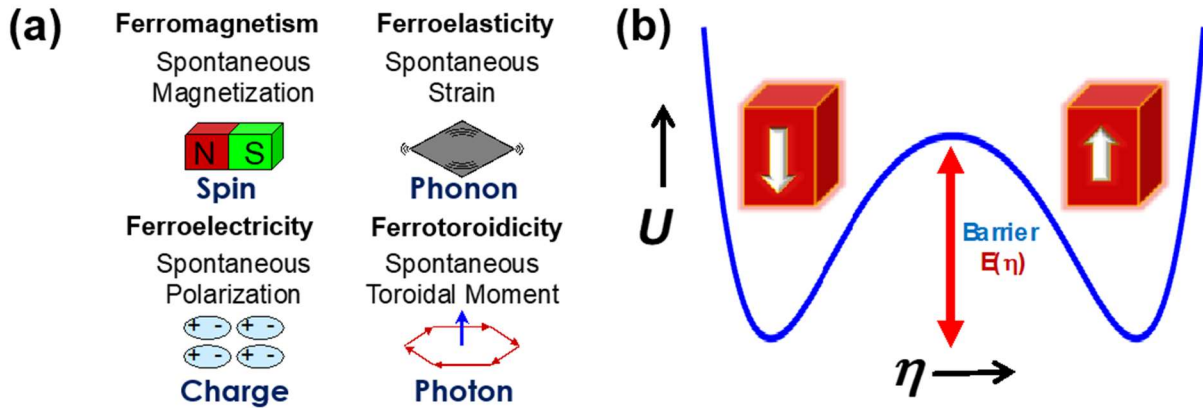 (a)
Ferromagnetism
Spontaneous
Magnetization
N S
Spin
Ferroelasticity
Spontaneous
Strain
Phonon
Ferroelectricity
Spontaneous
Polarization
+ - + -
+ - + -
Charge
Ferrotoroidicity
Spontaneous
Toroidal Moment
Photon
(b)
U
Barrier
E(η)
η